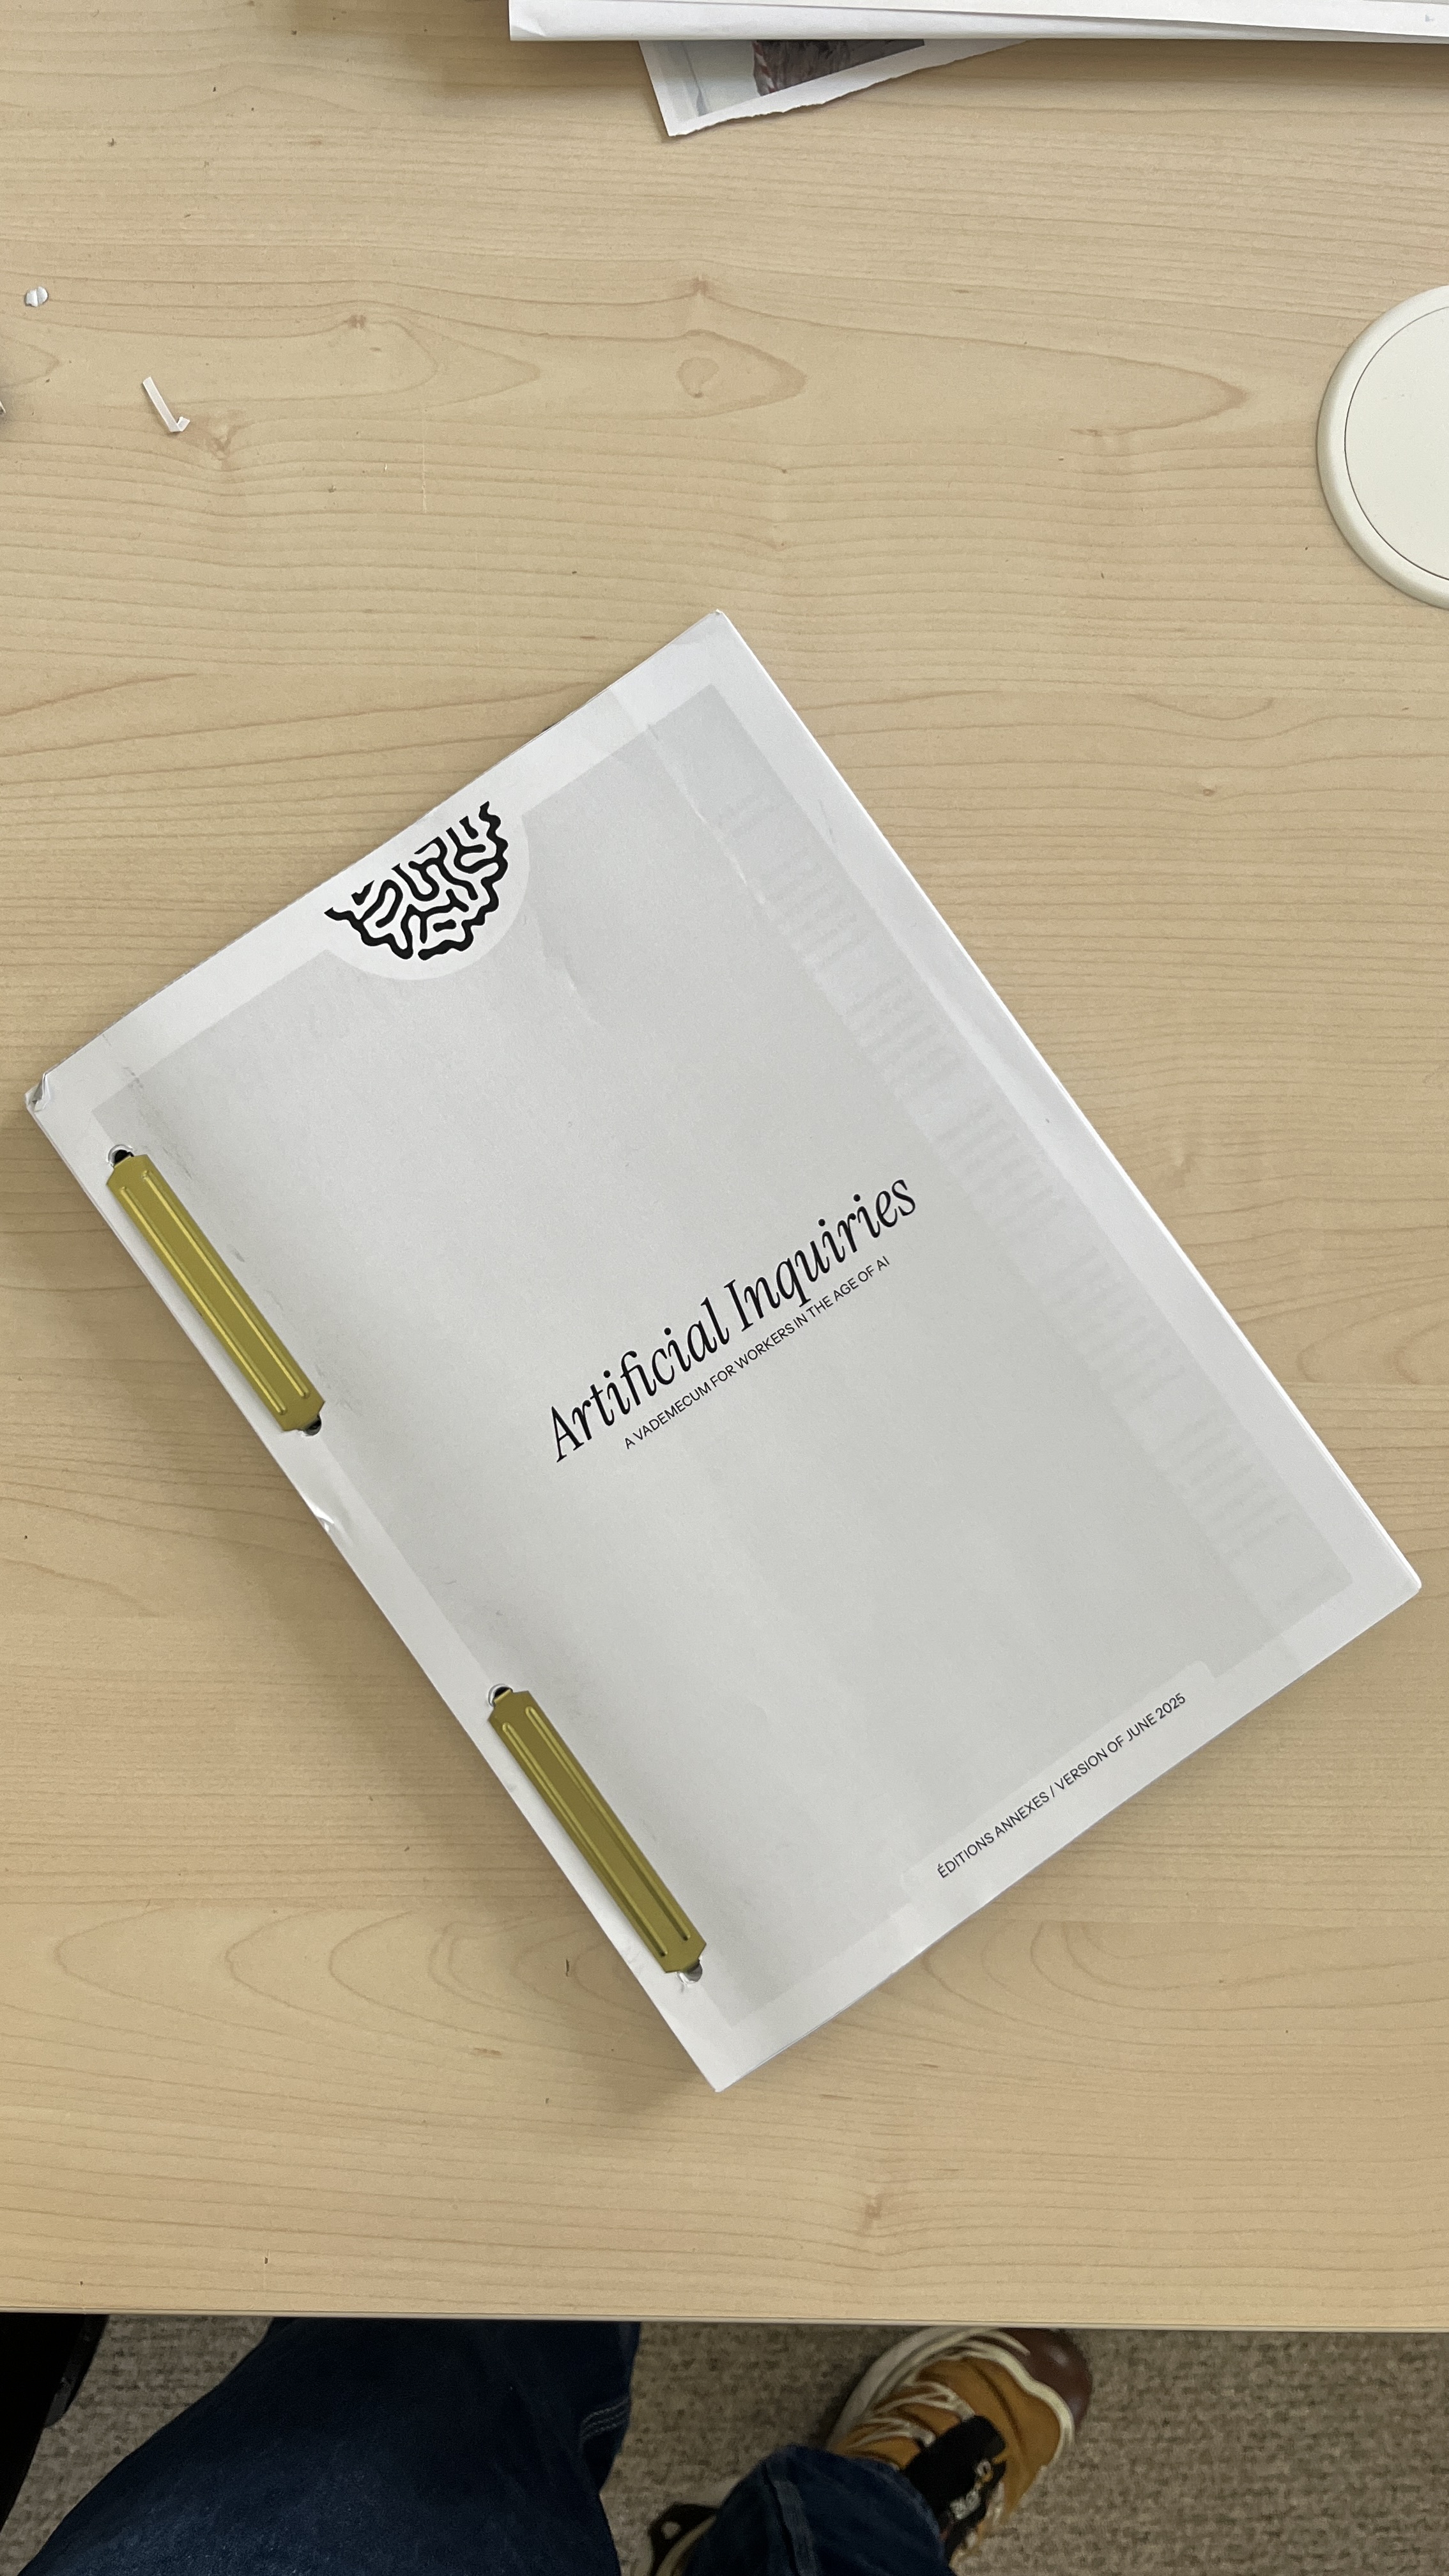 Artificial Inquiries
A VADEMECUM FOR WORKERS IN THE AGE OF AI
ÉDITIONS ANNEXES / VERSION OF JUNE 2025